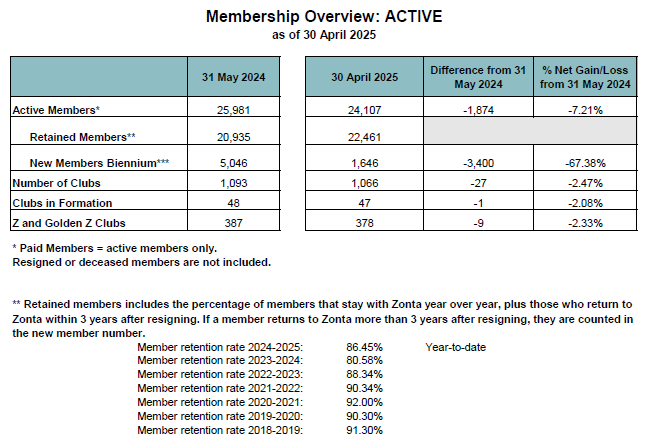 Membership Overview: ACTIVE
as of 30 April 2025
31 May 2024 30 April 2025 Difference from 31 May 2024 % Net Gain/Loss from 31 May 2024
Active Members* 25,981 24,107 -1,874 -7.21%
Retained Members** 20,935 22,461
New Members Biennium*** 5,046 1,646 -3,400 -67.38%
Number of Clubs 1,093 1,066 -27 -2.47%
Clubs in Formation 48 47 -1 -2.08%
Z and Golden Z Clubs 387 378 -9 -2.33%
* Paid Members = active members only.
Resigned or deceased members are not included.
** Retained members includes the percentage of members that stay with Zonta year over year, plus those who return to
Zonta within 3 years after resigning. If a member returns to Zonta more than 3 years after resigning, they are counted in
the new member number.
Member retention rate 2024-2025: 86.45% Year-to-date
Member retention rate 2023-2024: 80.58%
Member retention rate 2022-2023: 88.34%
Member retention rate 2021-2022: 90.34%
Member retention rate 2020-2021: 92.00%
Member retention rate 2019-2020: 90.30%
Member retention rate 2018-2019: 91.30%